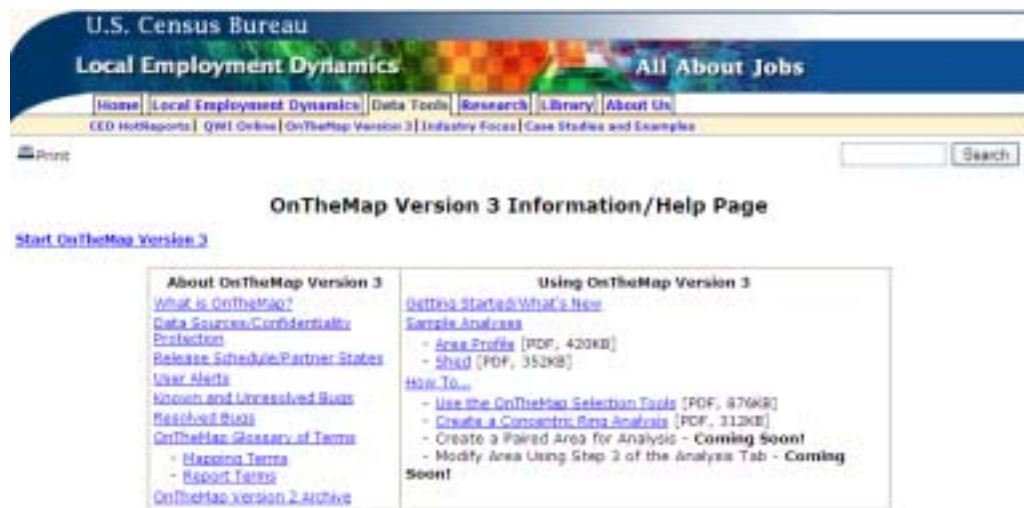 U.S. Census Bureau
Local Employment Dynamics
All About Jobs
Home Local Employment Dynamics Data Tools Research Library About Us
LED HotReports| QWI Online|OnTheMap Version 3|Industry Focus|Case Studies and Examples
Print
Search
OnTheMap Version 3 Information/Help Page
Start OnTheMap Version 3
About OnTheMap Version 3
What is OnTheMap?
Data Sources/Confidentiality
Protection
Release Schedule/Partner States
User Alerts
Known and Unresolved Bugs
Resolved Bugs
OnTheMap Glossary of Terms
- Mapping Terms
- Report Terms
OnTheMap Version 2 Archive
Using OnTheMap Version 3
Getting Started/What's New
Sample Analyses
- Area Profile [PDF, 420KB]
- Shed [PDF, 352KB]
How To...
- Use the OnTheMap Selection Tools [PDF, 876KB]
- Create a Concentric Ring Analysis [PDF, 312KB]
- Create a Paired Area for Analysis - Coming Soon!
- Modify Area Using Step 3 of the Analysis Tab - Coming
Soon!